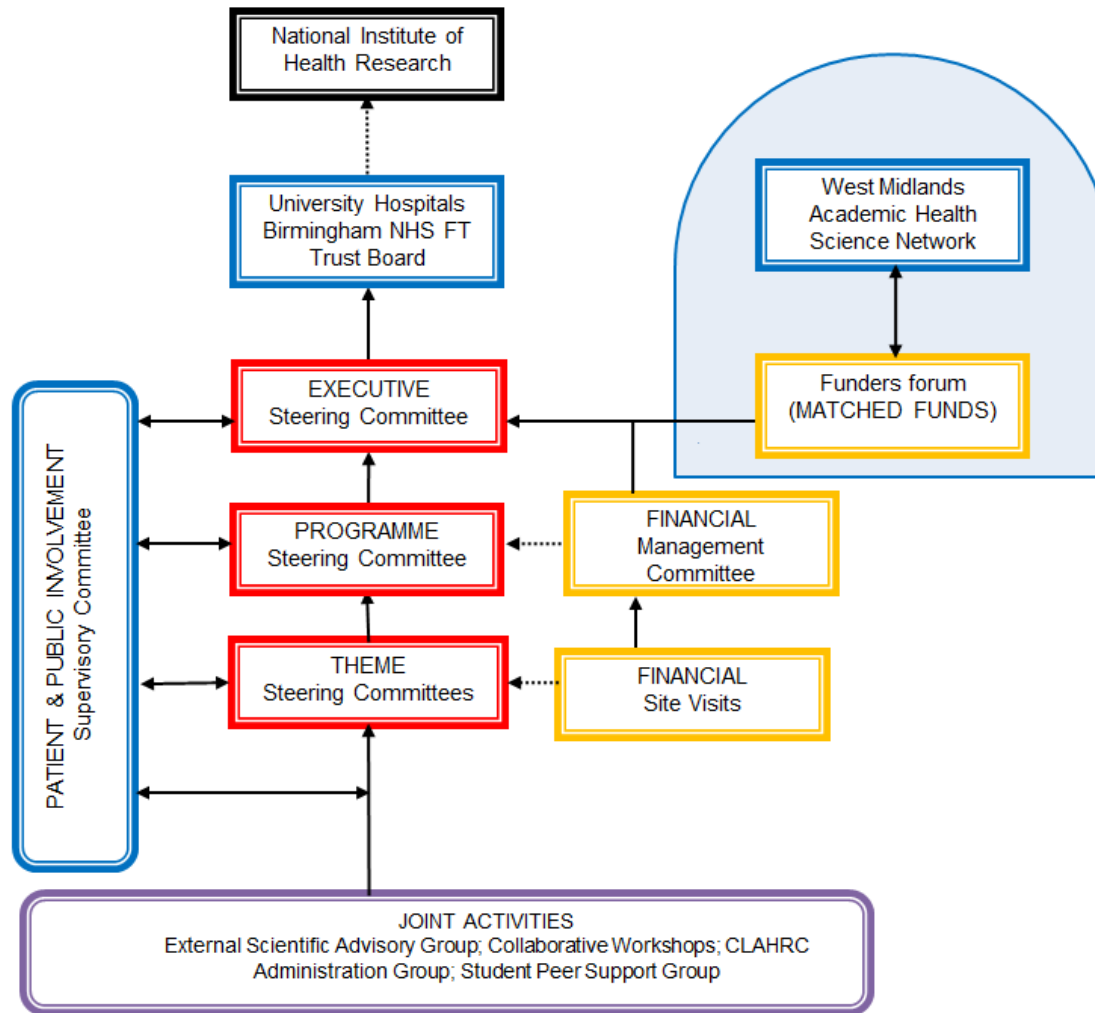 National Institute of
Health Research
University Hospitals
Birmingham NHS FT
Trust Board
West Midlands
Academic Health
Science Network
EXECUTIVE
Steering Committee
Funders forum
(MATCHED FUNDS)
PATIENT & PUBLIC INVOLVEMENT
Supervisory Committee
PROGRAMME
Steering Committee
FINANCIAL
Management
Committee
THEME
Steering Committees
FINANCIAL
Site Visits
JOINT ACTIVITIES
External Scientific Advisory Group; Collaborative Workshops; CLAHRC
Administration Group; Student Peer Support Group